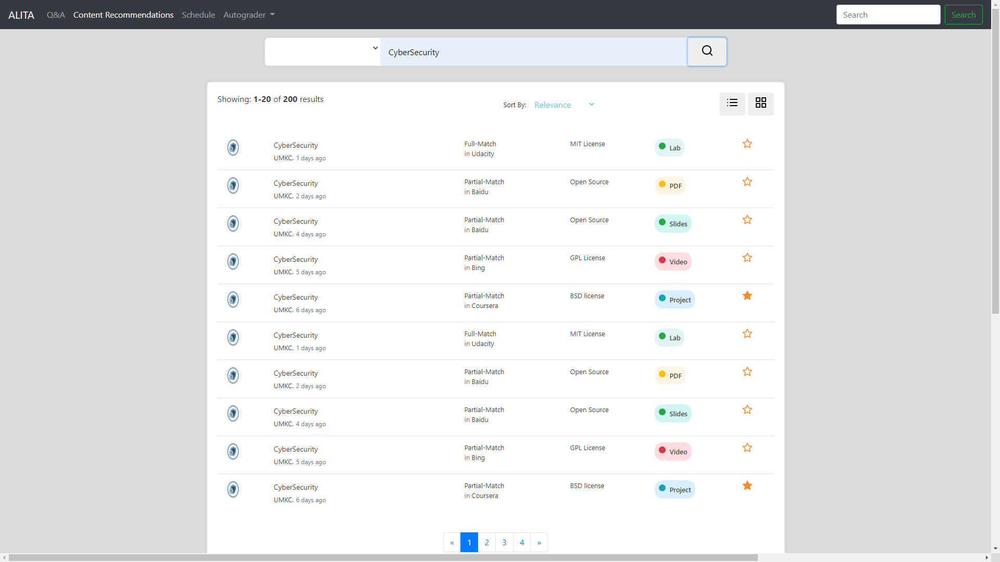 ALITA Q&A Content Recommendations Schedule Autograder Search Search
CyberSecurity
Showing: 1-20 of 200 results
Sort By: Relevance
CyberSecurity Full-Match MIT License Lab
UMKC. 1 days ago in Udacity
CyberSecurity Partial-Match Open Source PDF
UMKC. 2 days ago in Baidu
CyberSecurity Partial-Match Open Source Slides
UMKC. 4 days ago in Baidu
CyberSecurity Partial-Match GPL License Video
UMKC. 5 days ago in Bing
CyberSecurity Partial-Match BSD license Project
UMKC. 6 days ago in Coursera
CyberSecurity Full-Match MIT License Lab
UMKC. 1 days ago in Udacity
CyberSecurity Partial-Match Open Source PDF
UMKC. 2 days ago in Baidu
CyberSecurity Partial-Match Open Source Slides
UMKC. 4 days ago in Baidu
CyberSecurity Partial-Match GPL License Video
UMKC. 5 days ago in Bing
CyberSecurity Partial-Match BSD license Project
UMKC. 6 days ago in Coursera
« 1 2 3 4 »